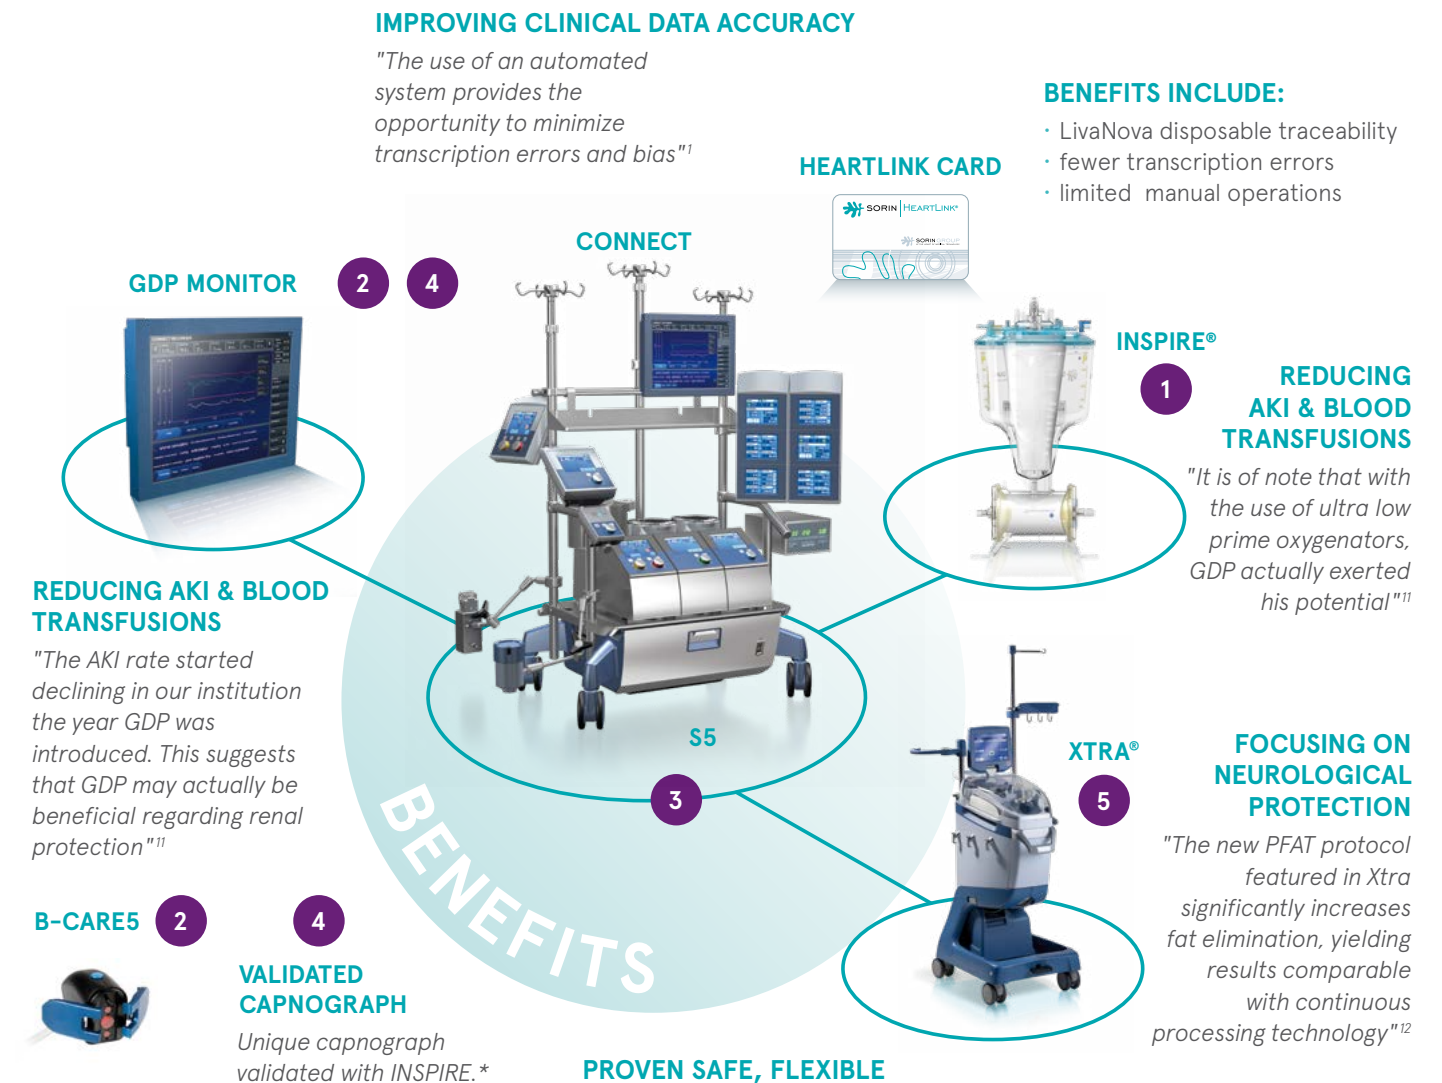 IMPROVING CLINICAL DATA ACCURACY
"The use of an automated
system provides the
opportunity to minimize
transcription errors and bias"1
BENEFITS INCLUDE:
· LivaNova disposable traceability
· fewer transcription errors
· limited manual operations
HEARTLINK CARD
SORIN HEARTLINK
SORIN GROUP
CONNECT
GDP MONITOR
2
4
INSPIRE®
1
REDUCING
AKI & BLOOD
TRANSFUSIONS
"It is of note that with
the use of ultra low
prime oxygenators,
GDP actually exerted
his potential"11
REDUCING AKI & BLOOD
TRANSFUSIONS
"The AKI rate started
declining in our institution
the year GDP was
introduced. This suggests
that GDP may actually be
beneficial regarding renal
protection"11
S5
3
BENEFITS
XTRA®
5
FOCUSING ON
NEUROLOGICAL
PROTECTION
"The new PFAT protocol
featured in Xtra
significantly increases
fat elimination, yielding
results comparable
with continuous
processing technology"12
B-CARE5
2
4
VALIDATED
CAPNOGRAPH
Unique capnograph
validated with INSPIRE.*
PROVEN SAFE, FLEXIBLE